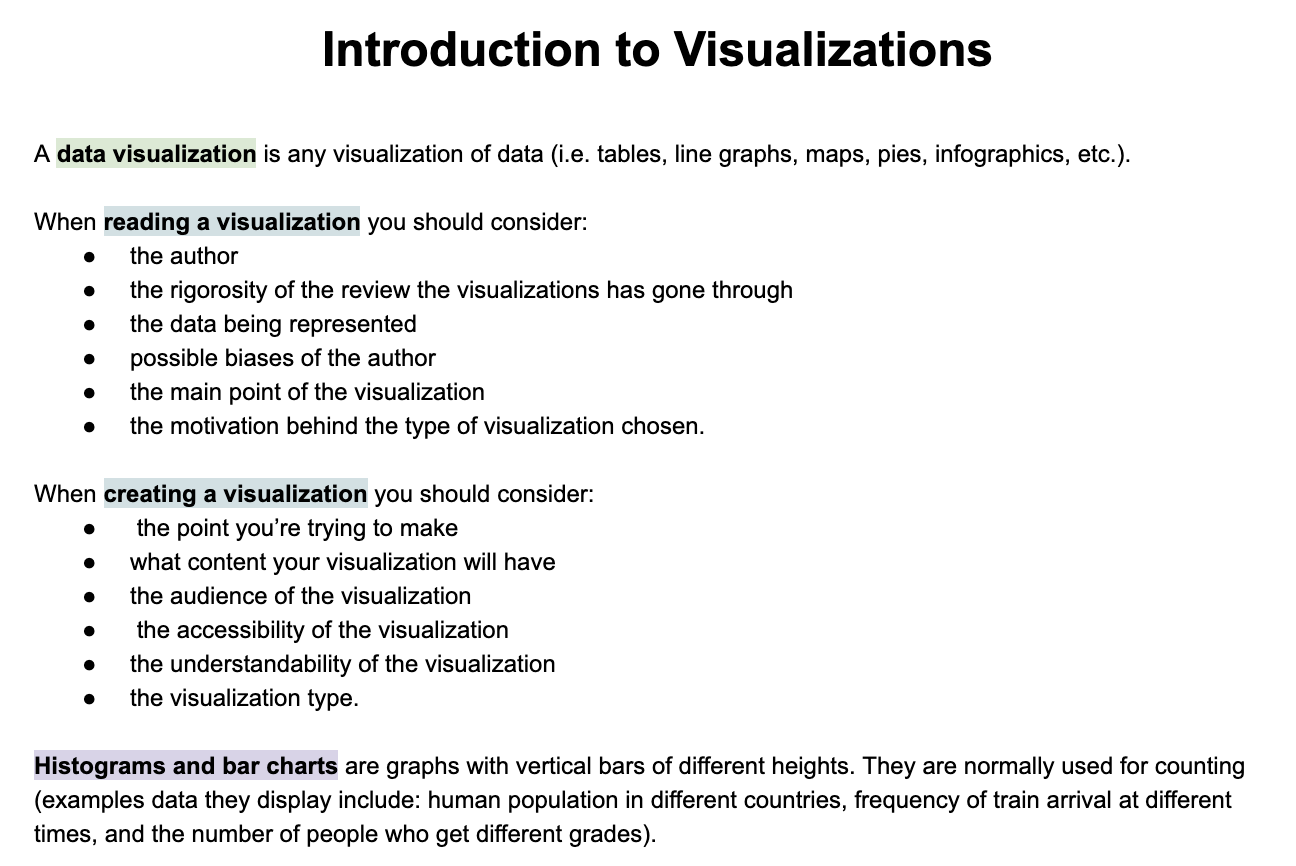 Introduction to Visualizations
A data visualization is any visualization of data (i.e. tables, line graphs, maps, pies, infographics, etc.).
When reading a visualization you should consider:
● the author
● the rigorosity of the review the visualizations has gone through
● the data being represented
● possible biases of the author
● the main point of the visualization
● the motivation behind the type of visualization chosen.
When creating a visualization you should consider:
● the point you’re trying to make
● what content your visualization will have
● the audience of the visualization
● the accessibility of the visualization
● the understandability of the visualization
● the visualization type.
Histograms and bar charts are graphs with vertical bars of different heights. They are normally used for counting
(examples data they display include: human population in different countries, frequency of train arrival at different
times, and the number of people who get different grades).